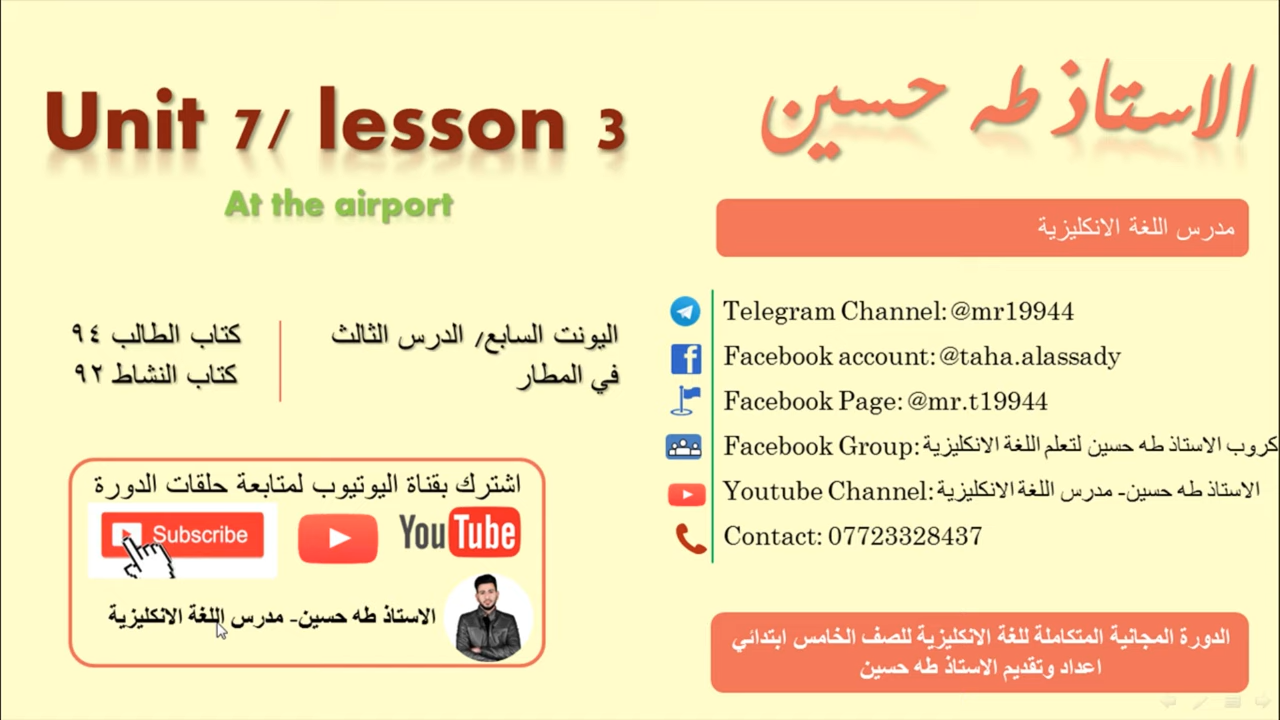 Unit 7/ lesson 3
At the airport
اليونت السابع/ الدرس الثالث
في المطار
كتاب الطالب ٩٤
كتاب النشاط ٩٢
اشترك بقناة اليوتيوب لمتابعة حلقات الدورة
Subscribe
YouTube
الاستاذ طه حسين- مدرس اللغة الانكليزية
الاستاذ طه حسين
مدرس اللغة الانكليزية
Telegram Channel: @mr19944
Facebook account: @taha.alassady
Facebook Page: @mr.t19944
Facebook Group: كروب الاستاذ طه حسين لتعلم اللغة الانكليزية
Youtube Channel: الاستاذ طه حسين- مدرس اللغة الانكليزية
Contact: 07723328437
الدورة المجانية المتكاملة للغة الانكليزية للصف الخامس ابتدائي
اعداد وتقديم الاستاذ طه حسين